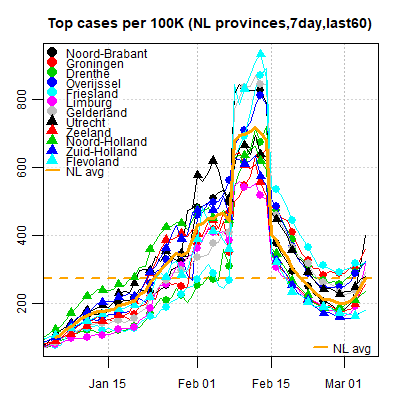 Top cases per 100K (NL provinces,7day,last60)
Noord-Brabant
Groningen
Drenthe
Overijssel
Friesland
Limburg
Gelderland
Utrecht
Zeeland
Noord-Holland
Zuid-Holland
Flevoland
NL avg
800
600
400
200
NL avg
Jan 15
Feb 01
Feb 15
Mar 01